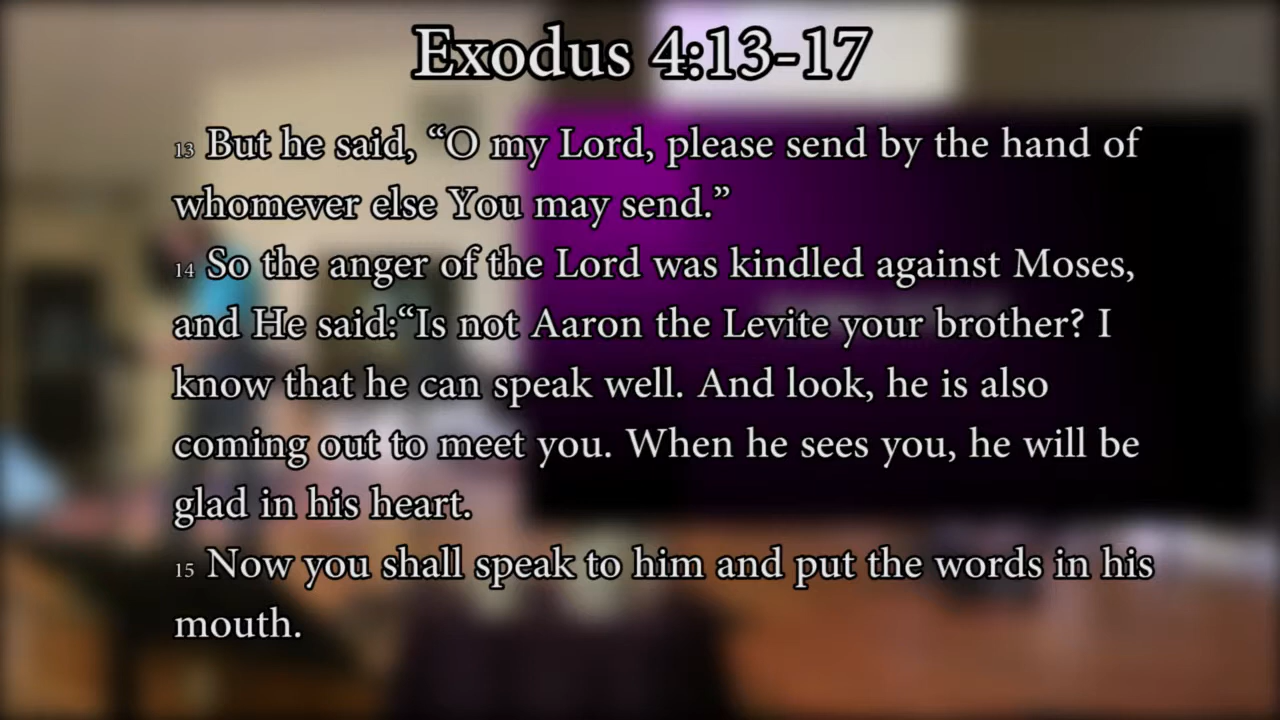 Exodus 4:13-17
13 But he said, “O my Lord, please send by the hand of
whomever else You may send.”
14 So the anger of the Lord was kindled against Moses,
and He said:“Is not Aaron the Levite your brother? I
know that he can speak well. And look, he is also
coming out to meet you. When he sees you, he will be
glad in his heart.
15 Now you shall speak to him and put the words in his
mouth.